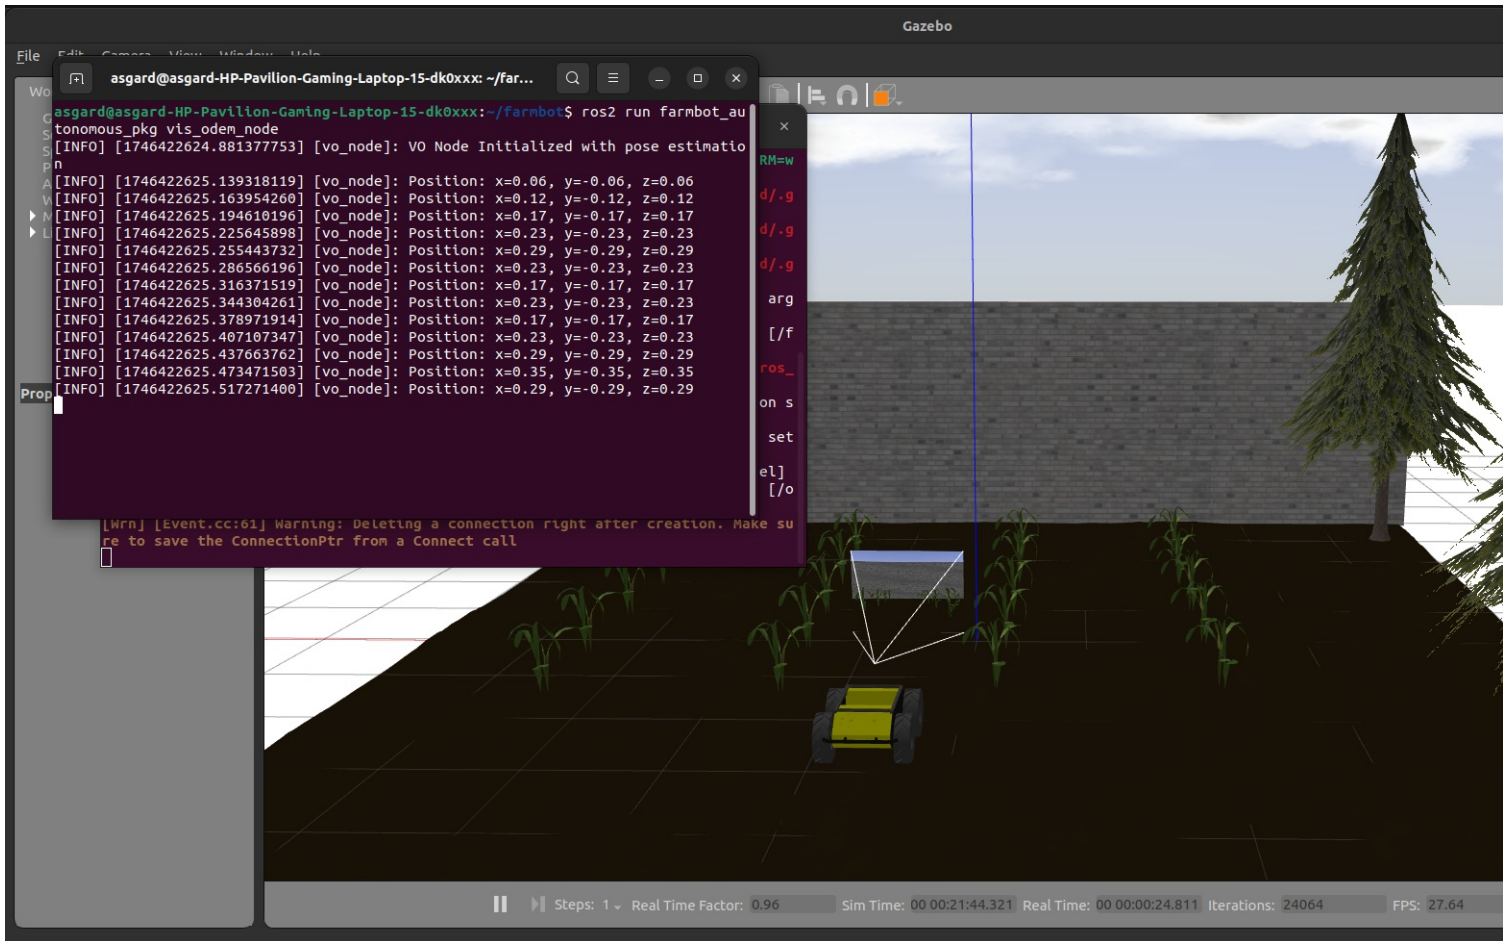 Gazebo
File Edit Camera View Window Help
asgard@asgard-HP-Pavilion-Gaming-Laptop-15-dk0xxx: ~/far...
asgard@asgard-HP-Pavilion-Gaming-Laptop-15-dk0xxx:~/farmbot$ ros2 run farmbot_au
tonomous_pkg vis_odem_node
[INFO] [1746422624.881377753] [vo_node]: VO Node Initialized with pose estimatio
n
[INFO] [1746422625.139318119] [vo_node]: Position: x=0.06, y=-0.06, z=0.06
[INFO] [1746422625.163954260] [vo_node]: Position: x=0.12, y=-0.12, z=0.12
[INFO] [1746422625.194610196] [vo_node]: Position: x=0.17, y=-0.17, z=0.17
[INFO] [1746422625.225645898] [vo_node]: Position: x=0.23, y=-0.23, z=0.23
[INFO] [1746422625.255443732] [vo_node]: Position: x=0.29, y=-0.29, z=0.29
[INFO] [1746422625.286566196] [vo_node]: Position: x=0.23, y=-0.23, z=0.23
[INFO] [1746422625.316371519] [vo_node]: Position: x=0.17, y=-0.17, z=0.17
[INFO] [1746422625.344304261] [vo_node]: Position: x=0.23, y=-0.23, z=0.23
[INFO] [1746422625.378971914] [vo_node]: Position: x=0.17, y=-0.17, z=0.17
[INFO] [1746422625.407107347] [vo_node]: Position: x=0.23, y=-0.23, z=0.23
[INFO] [1746422625.437663762] [vo_node]: Position: x=0.29, y=-0.29, z=0.29
[INFO] [1746422625.473471503] [vo_node]: Position: x=0.35, y=-0.35, z=0.35
[INFO] [1746422625.517271400] [vo_node]: Position: x=0.29, y=-0.29, z=0.29
Wo
Prop
RM=w
d/.g
d/.g
d/.g
arg
[/f
ros_
on s
set
el]
[/o
[Wrn] [Event.cc:61] Warning: Deleting a connection right after creation. Make su
re to save the ConnectionPtr from a Connect call
Steps: 1 Real Time Factor: 0.96 Sim Time: 00 00:21:44.321 Real Time: 00 00:00:24.811 Iterations: 24064 FPS: 27.64